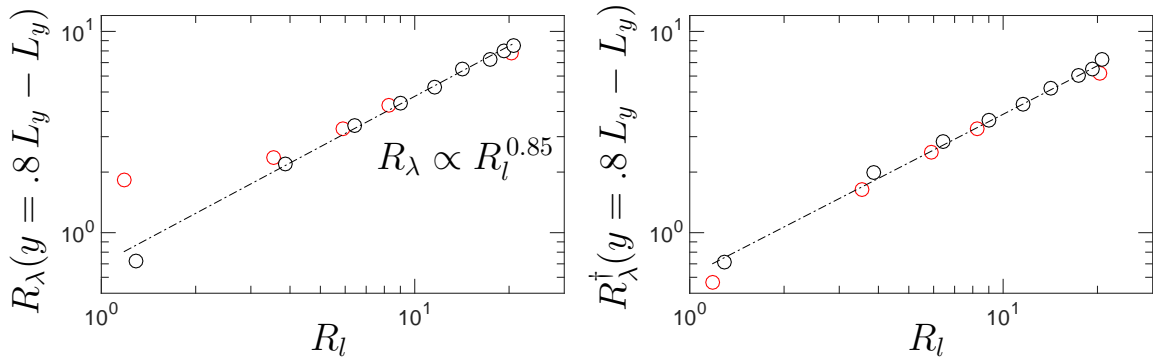 R_λ(y = .8 L_y − L_y)
10^1
10^0
R_λ ∝ R_l^{0.85}
10^0
10^1
R_l
R_λ^†(y = .8 L_y − L_y)
10^1
10^0
10^0
10^1
R_l